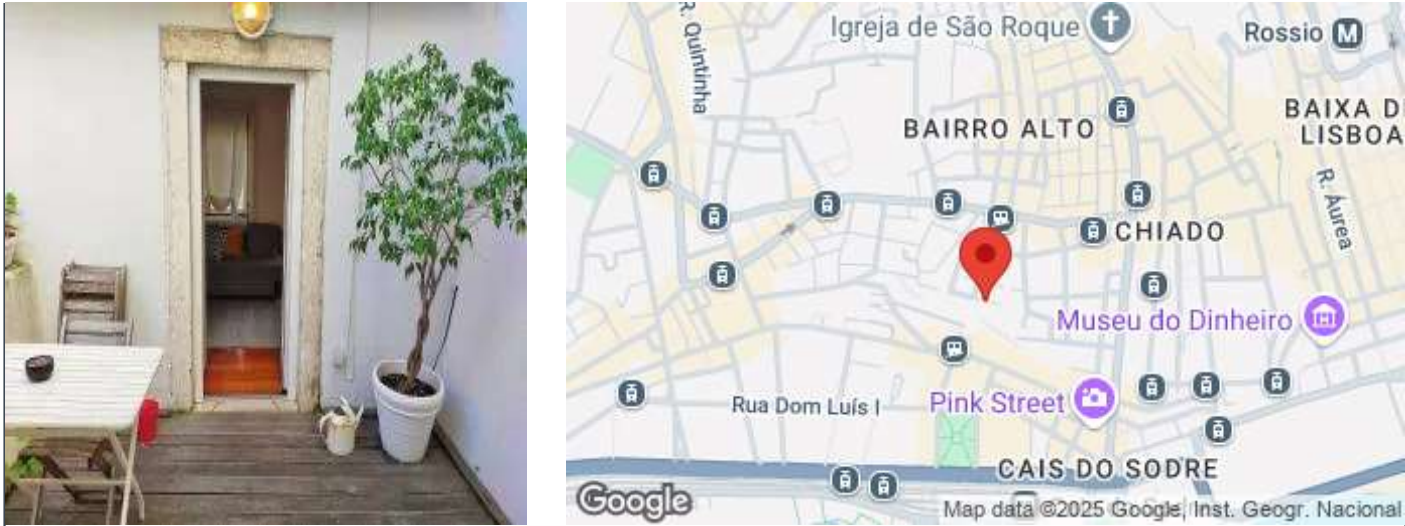 R. Quintinha
Igreja de São Roque
Rossio M
BAIRRO ALTO
BAIXA D
LISBOA
R. Áurea
CHIADO
Museu do Dinheiro
Rua Dom Luís I
Pink Street
CAIS DO SODRE
Google
Map data ©2025 Google, Inst. Geogr. Nacional